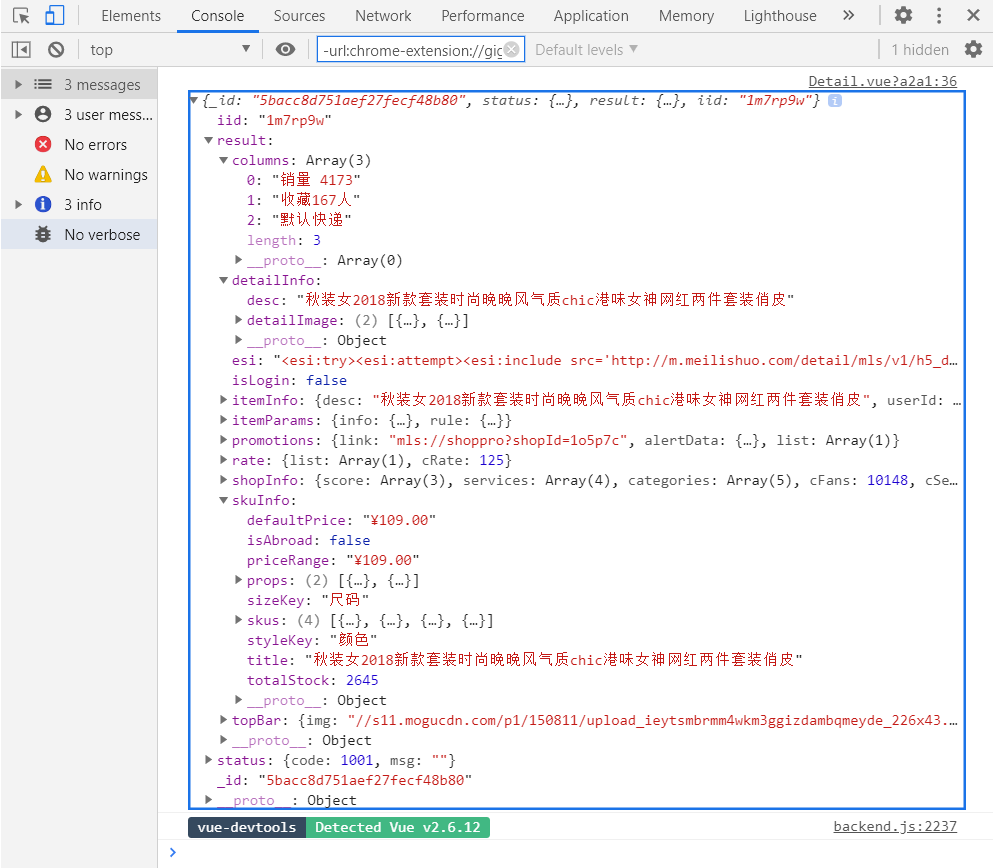 Elements Console Sources Network Performance Application Memory Lighthouse »
top -url:chrome-extension://gig Default levels ▼ 1 hidden
3 messages
3 user mess...
No errors
No warnings
3 info
No verbose
Detail.vue?a2a1:36
{_id: "5bacc8d751aef27fecf48b80", status: {…}, result: {…}, iid: "1m7rp9w"} i
iid: "1m7rp9w"
result:
columns: Array(3)
0: "销量 4173"
1: "收藏167人"
2: "默认快递"
length: 3
__proto__: Array(0)
detailInfo:
desc: "秋装女2018新款套装时尚晚晚风气质chic港味女神网红两件套装俏皮"
detailImage: (2) [{…}, {…}]
__proto__: Object
esi: "<esi:try><esi:attempt><esi:include src='http://m.meilishuo.com/detail/mls/v1/h5_d…
isLogin: false
itemInfo: {desc: "秋装女2018新款套装时尚晚晚风气质chic港味女神网红两件套装俏皮", userId: …
itemParams: {info: {…}, rule: {…}}
promotions: {link: "mls://shoppro?shopId=1o5p7c", alertData: {…}, list: Array(1)}
rate: {list: Array(1), cRate: 125}
shopInfo: {score: Array(3), services: Array(4), categories: Array(5), cFans: 10148, cSe…
skuInfo:
defaultPrice: "¥109.00"
isAbroad: false
priceRange: "¥109.00"
props: (2) [{…}, {…}]
sizeKey: "尺码"
skus: (4) [{…}, {…}, {…}, {…}]
styleKey: "颜色"
title: "秋装女2018新款套装时尚晚晚风气质chic港味女神网红两件套装俏皮"
totalStock: 2645
__proto__: Object
topBar: {img: "//s11.mogucdn.com/p1/150811/upload_ieytsmbrmm4wkm3ggizdambqmeyde_226x43.…
__proto__: Object
status: {code: 1001, msg: ""}
_id: "5bacc8d751aef27fecf48b80"
__proto__: Object
vue-devtools Detected Vue v2.6.12 backend.js:2237